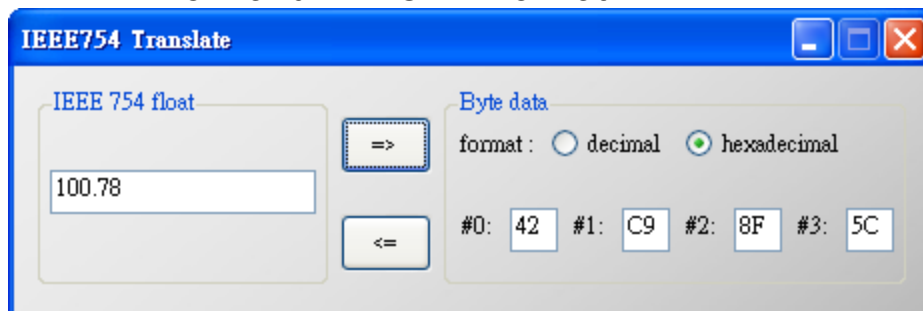 IEEE754 Translate
IEEE 754 float
100.78
=>
<=
Byte data
format : decimal hexadecimal
#0: 42 #1: C9 #2: 8F #3: 5C